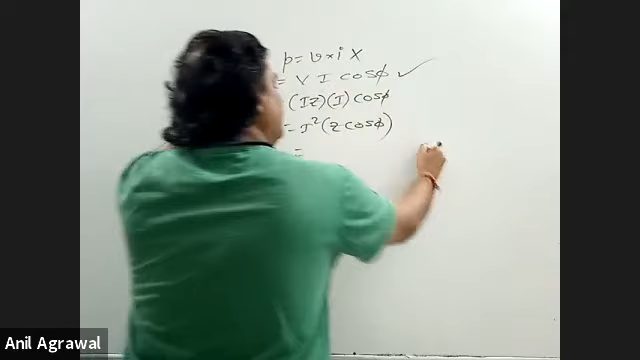 p = v × i X
= V I cosϕ ✓
(IZ)(I) cosϕ
= I²(Z cosϕ)
=
Anil Agrawal